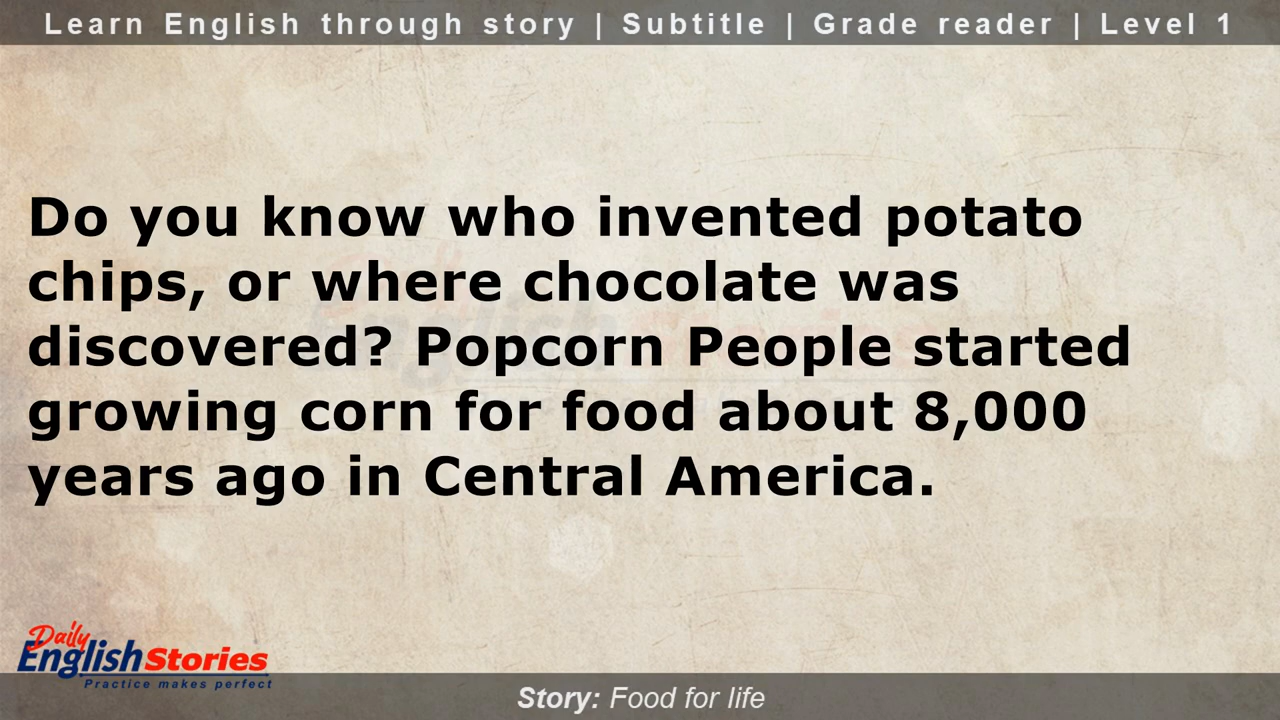 Learn English through story | Subtitle | Grade reader | Level 1
Do you know who invented potato
chips, or where chocolate was
discovered? Popcorn People started
growing corn for food about 8,000
years ago in Central America.
Daily
English Stories
Practice makes perfect
Story: Food for life